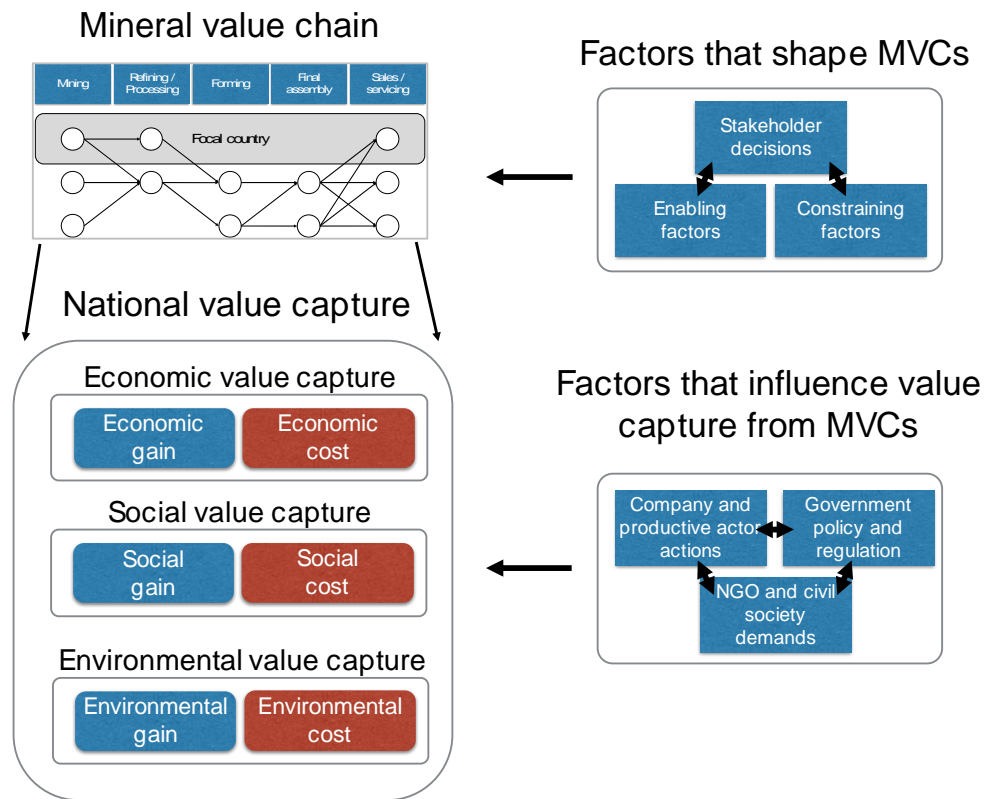 Mineral value chain
Mining
Refining /
Processing
Forming
Final
assembly
Sales /
servicing
Focal country
Factors that shape MVCs
Stakeholder
decisions
Enabling
factors
Constraining
factors
National value capture
Economic value capture
Economic
gain
Economic
cost
Social value capture
Social
gain
Social
cost
Environmental value capture
Environmental
gain
Environmental
cost
Factors that influence value
capture from MVCs
Company and
productive actor
actions
Government
policy and
regulation
NGO and civil
society
demands